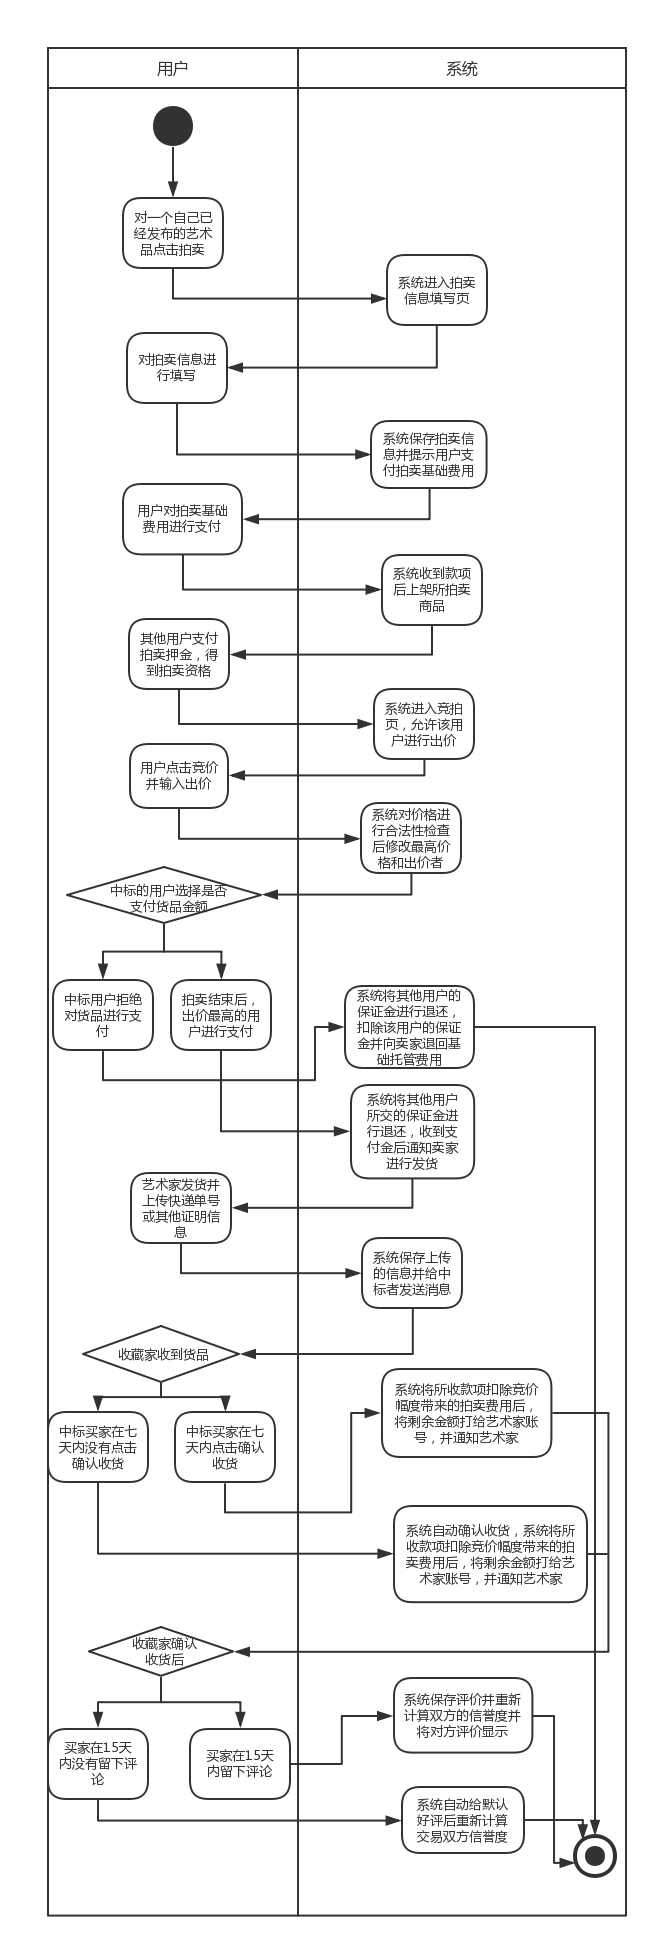 用户
系统
对一个自己已
经发布的艺术
品点击拍卖
系统进入拍卖
信息填写页
对拍卖信息进
行填写
系统保存拍卖信
息并提示用户支
付拍卖基础费用
用户对拍卖基础
费用进行支付
系统收到款项
后上架所拍卖
商品
其他用户支付
拍卖押金，得
到拍卖资格
系统进入竞拍
页，允许该用
户进行出价
用户点击竞价
并输入出价
系统对价格进
行合法性检查
后修改最高价
格和出价者
中标的用户选择是否
支付货品金额
中标用户拒绝
对货品进行支
付
拍卖结束后，
出价最高的用
户进行支付
系统将其他用户的
保证金进行退还，
扣除该用户的保证
金并向卖家退回基
础托管费用
系统将其他用户
所交的保证金进
行退还，收到支
付金后通知卖家
进行发货
艺术家发货并
上传快递单号
或其他证明信
息
系统保存上传
的信息并给中
标者发送消息
收藏家收到货品
中标买家在七
天内没有点击
确认收货
中标买家在七
天内点击确认
收货
系统将所收款项扣除竞价
幅度带来的拍卖费用后，
将剩余金额打给艺术家账
号，并通知艺术家
系统自动确认收货，系统将所
收款项扣除竞价幅度带来的拍
卖费用后，将剩余金额打给艺
术家账号，并通知艺术家
收藏家确认
收货后
买家在15天
内没有留下评
论
买家在15天
内留下评论
系统保存评价并重新
计算双方的信誉度并
将对方评价显示
系统自动给默认
好评后重新计算
交易双方信誉度